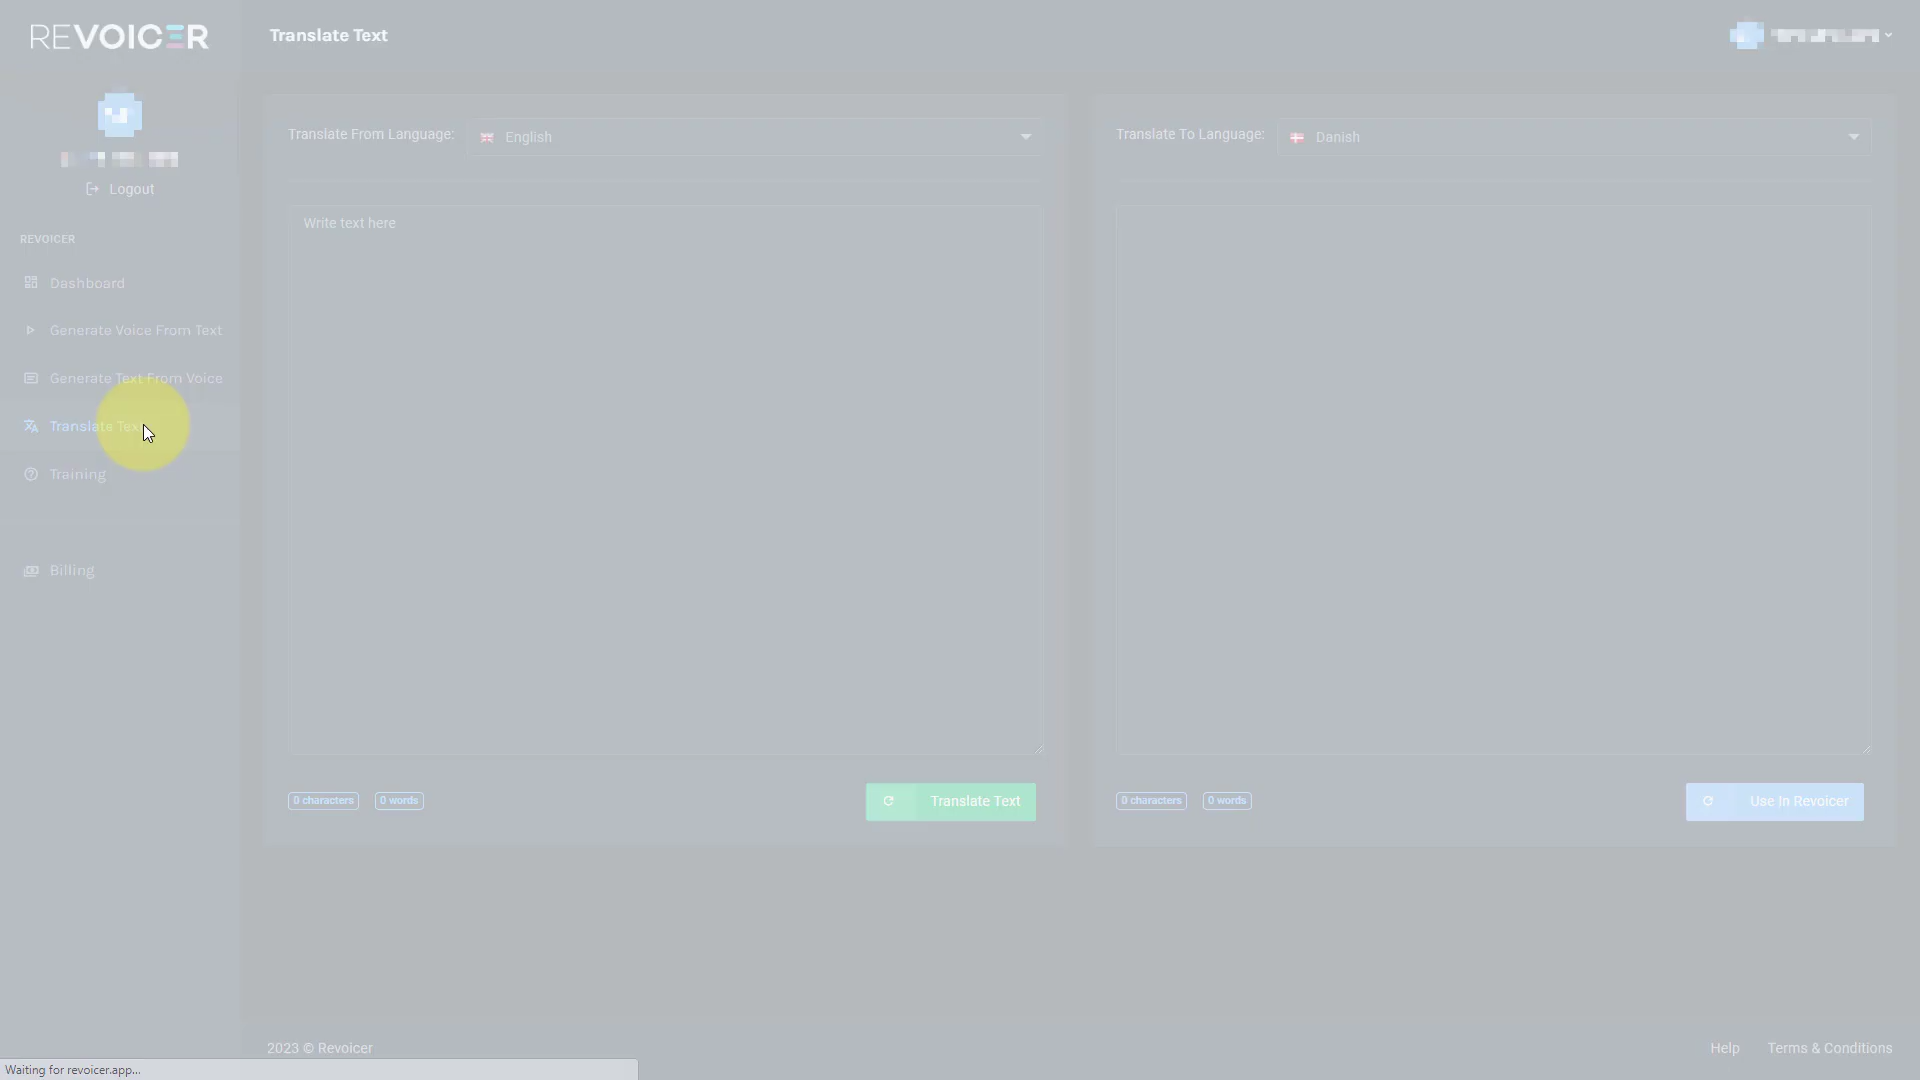 REVOICER
Translate Text
Logout
REVOICER
Dashboard
Generate Voice From Text
Generate Text From Voice
Translate Text
Training
Billing
Translate From Language:
English
Write text here
0 characters
0 words
Translate Text
Translate To Language:
Danish
0 characters
0 words
Use In Revoicer
2023 © Revoicer
Help
Terms & Conditions
Waiting for revoicer.app...